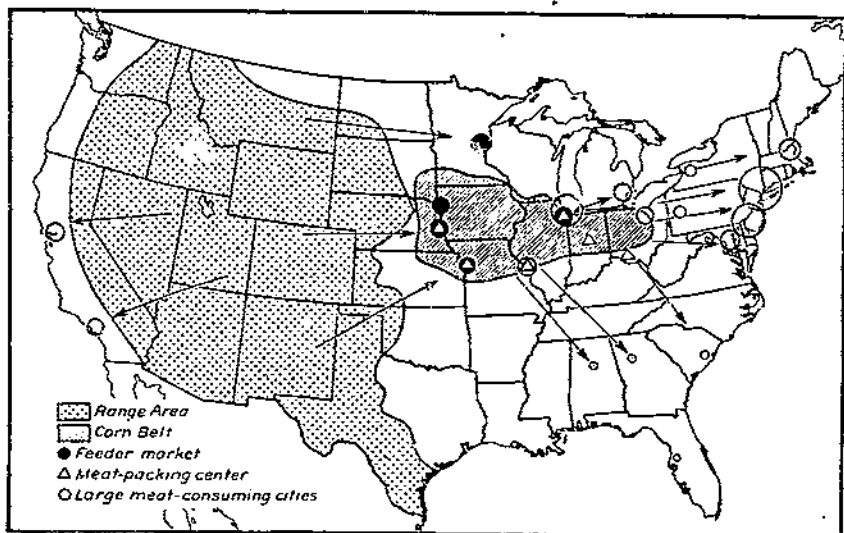 Range Area
Corn Belt
Feeder market
Meat-packing center
Large meat-consuming cities